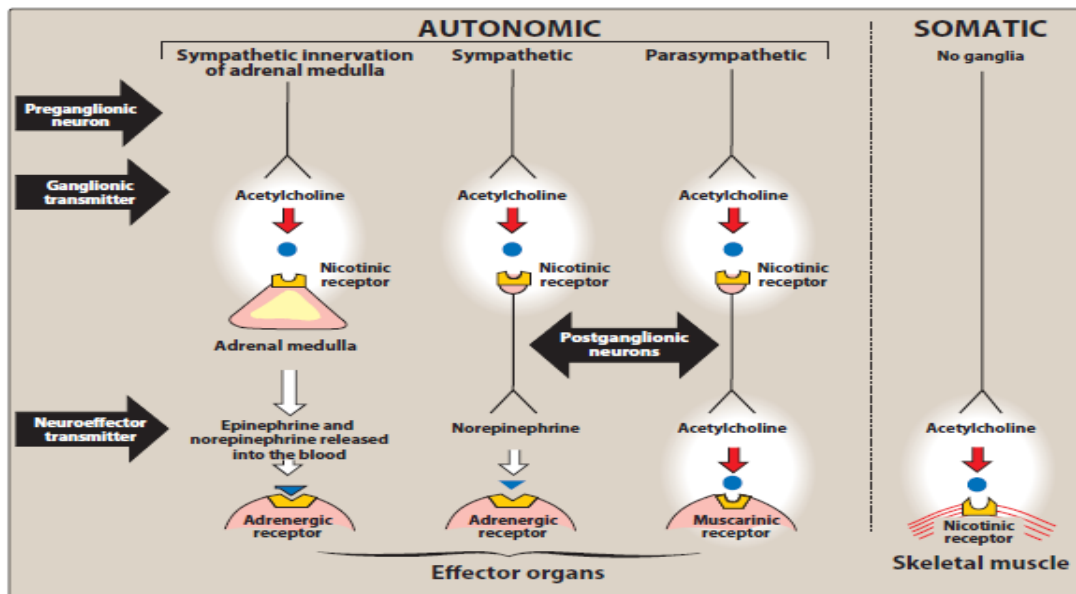 AUTONOMIC
SOMATIC
Sympathetic innervation
of adrenal medulla
Sympathetic
Parasympathetic
No ganglia
Preganglionic
neuron
Ganglionic
transmitter
Acetylcholine
Acetylcholine
Acetylcholine
Nicotinic
receptor
Nicotinic
receptor
Nicotinic
receptor
Adrenal medulla
Postganglionic
neurons
Neuroeffector
transmitter
Epinephrine and
norepinephrine released
into the blood
Norepinephrine
Acetylcholine
Acetylcholine
Adrenergic
receptor
Adrenergic
receptor
Muscarinic
receptor
Nicotinic
receptor
Skeletal muscle
Effector organs